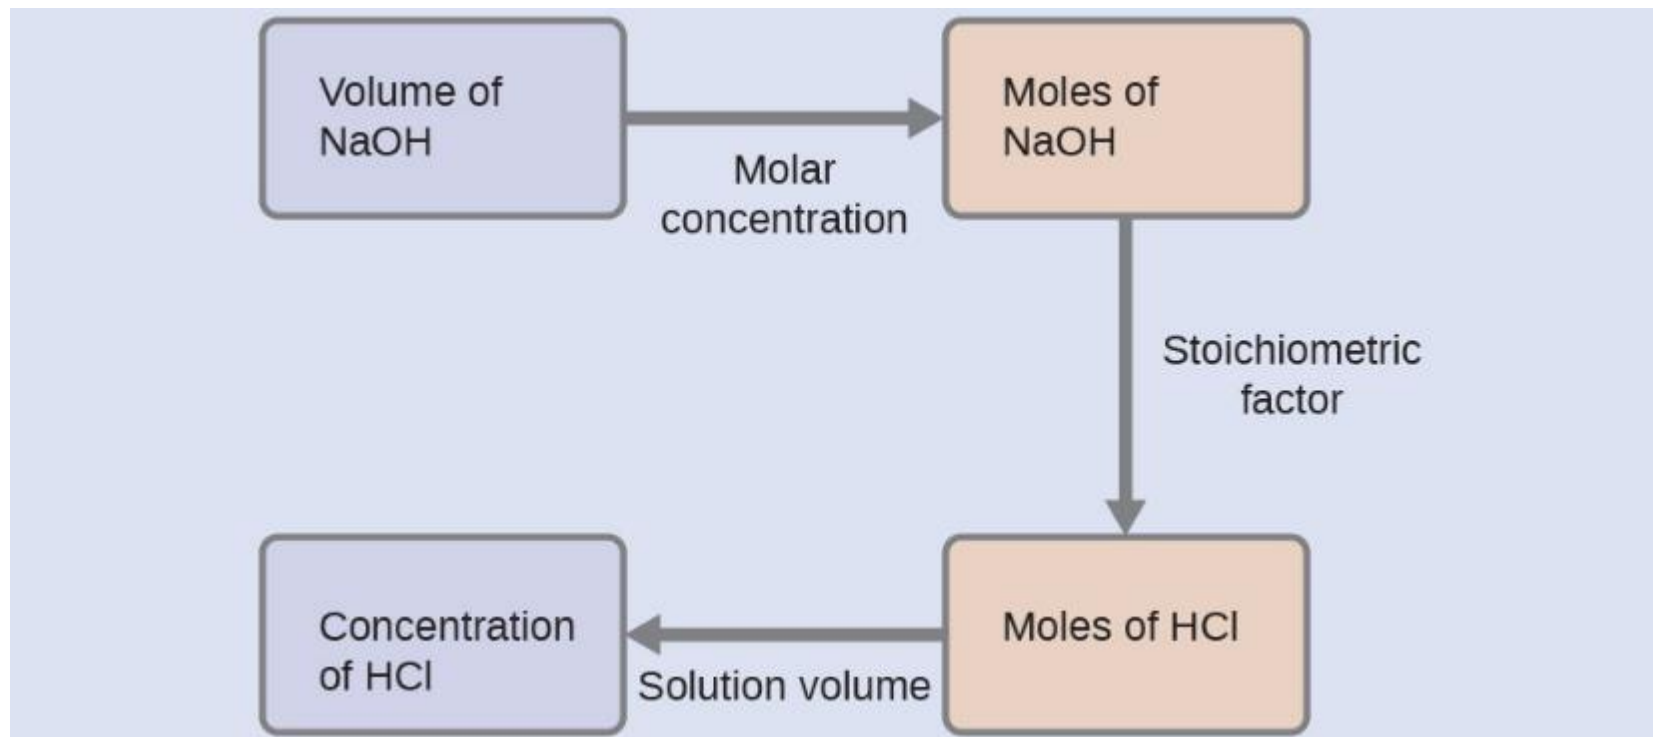 Volume of
NaOH
Molar
concentration
Moles of
NaOH
Stoichiometric
factor
Moles of HCl
Solution volume
Concentration
of HCl